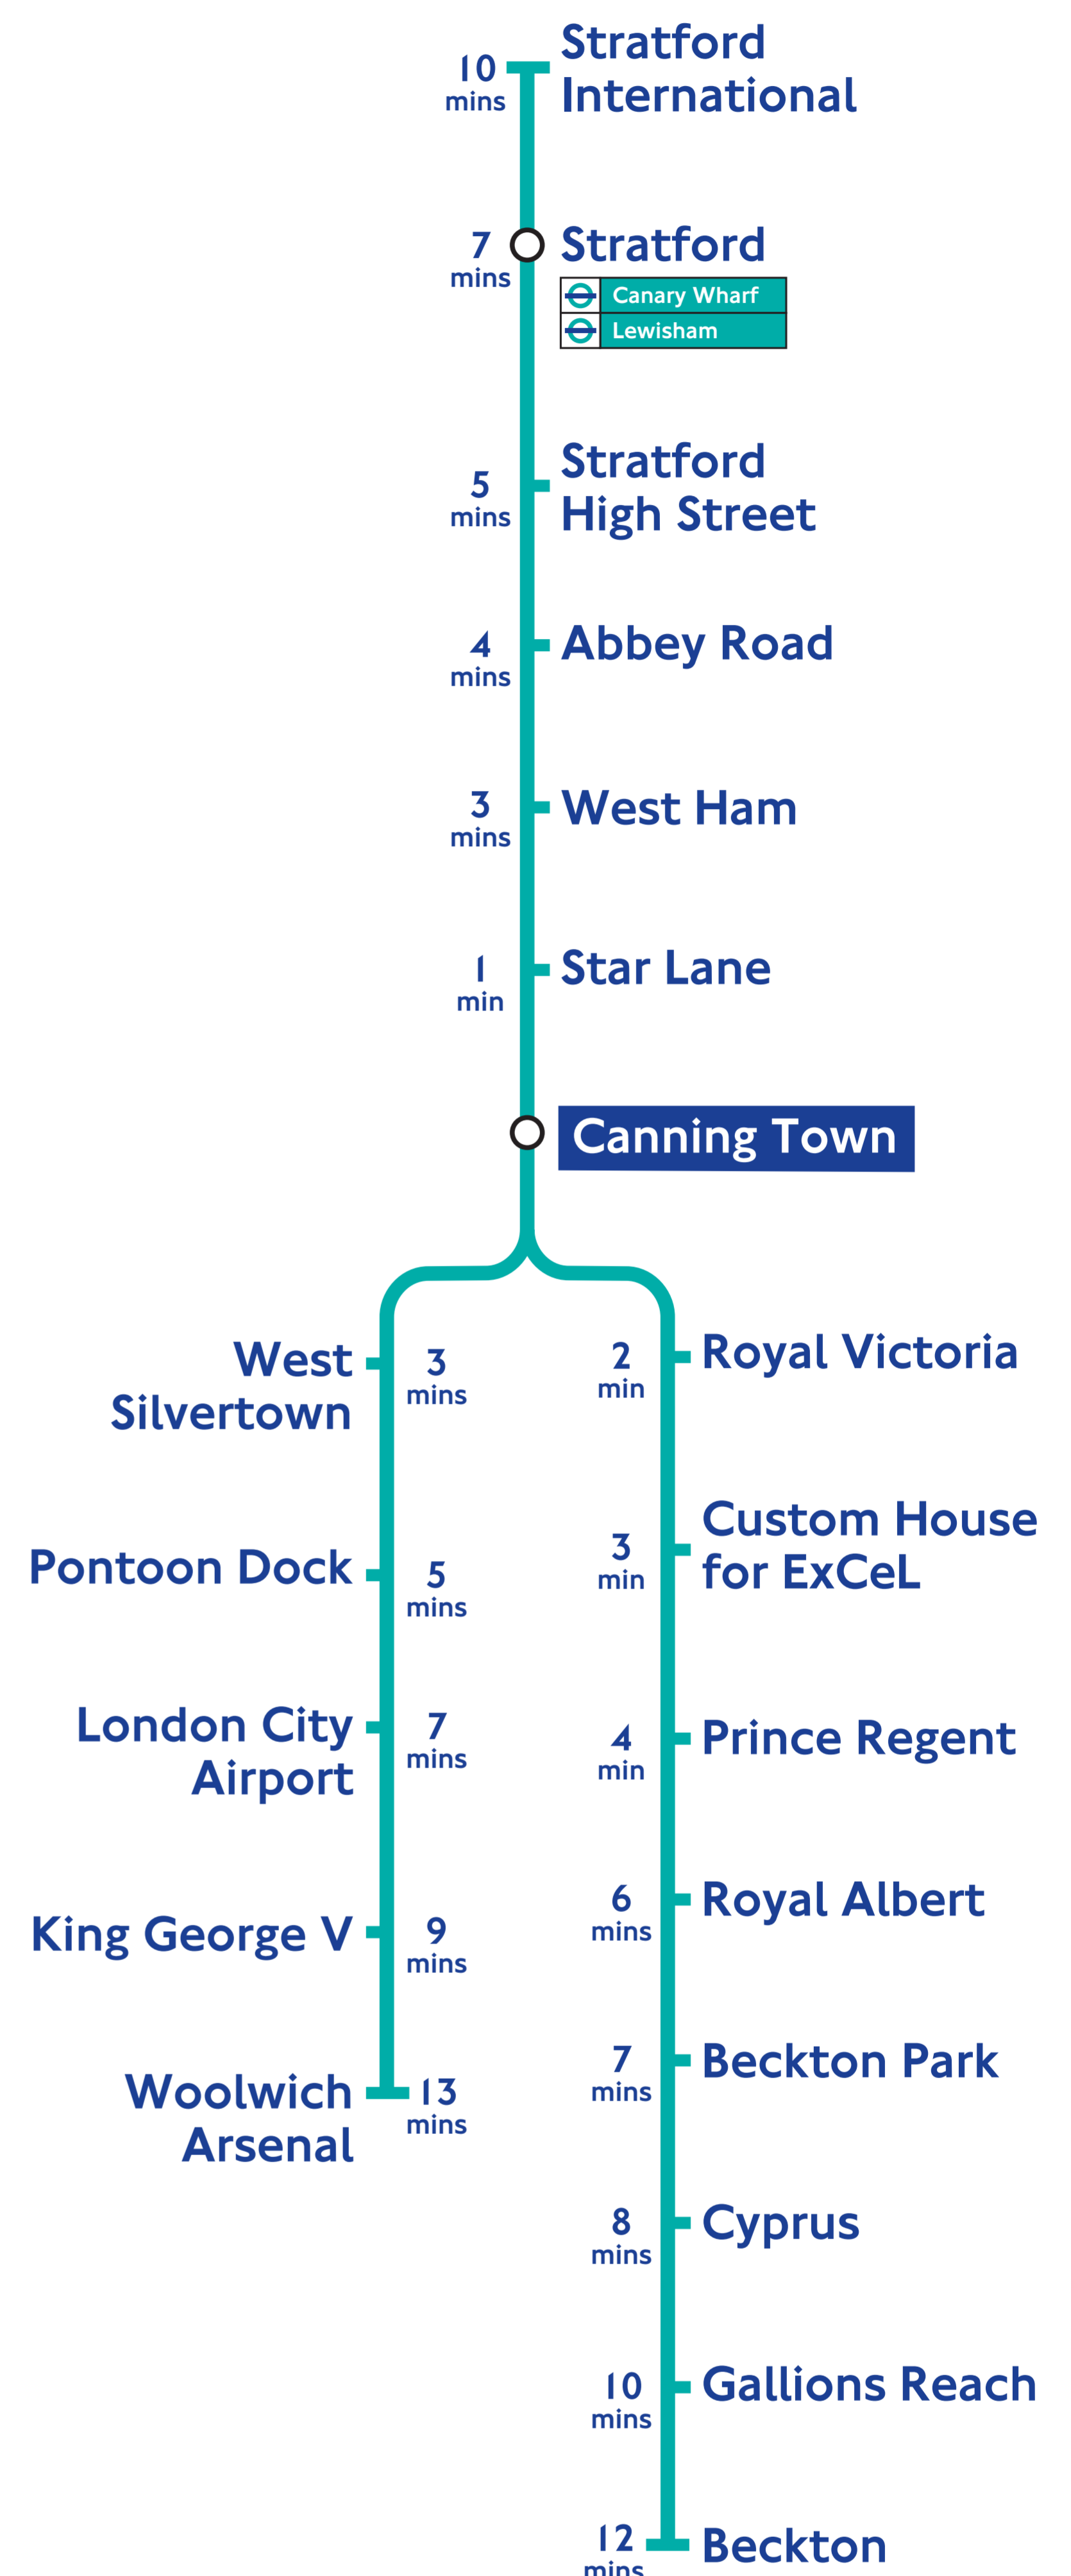 Stratford
International
10
mins
Stratford
7
mins
Canary Wharf
Lewisham
Stratford
High Street
5
mins
Abbey Road
4
mins
West Ham
3
mins
Star Lane
1
min
Canning Town
West
Silvertown
3
mins
Pontoon Dock
5
mins
London City
Airport
7
mins
King George V
9
mins
Woolwich
Arsenal
13
mins
2
min
Royal Victoria
3
min
Custom House
for ExCeL
4
min
Prince Regent
6
mins
Royal Albert
7
mins
Beckton Park
8
mins
Cyprus
10
mins
Gallions Reach
12
mins
Beckton